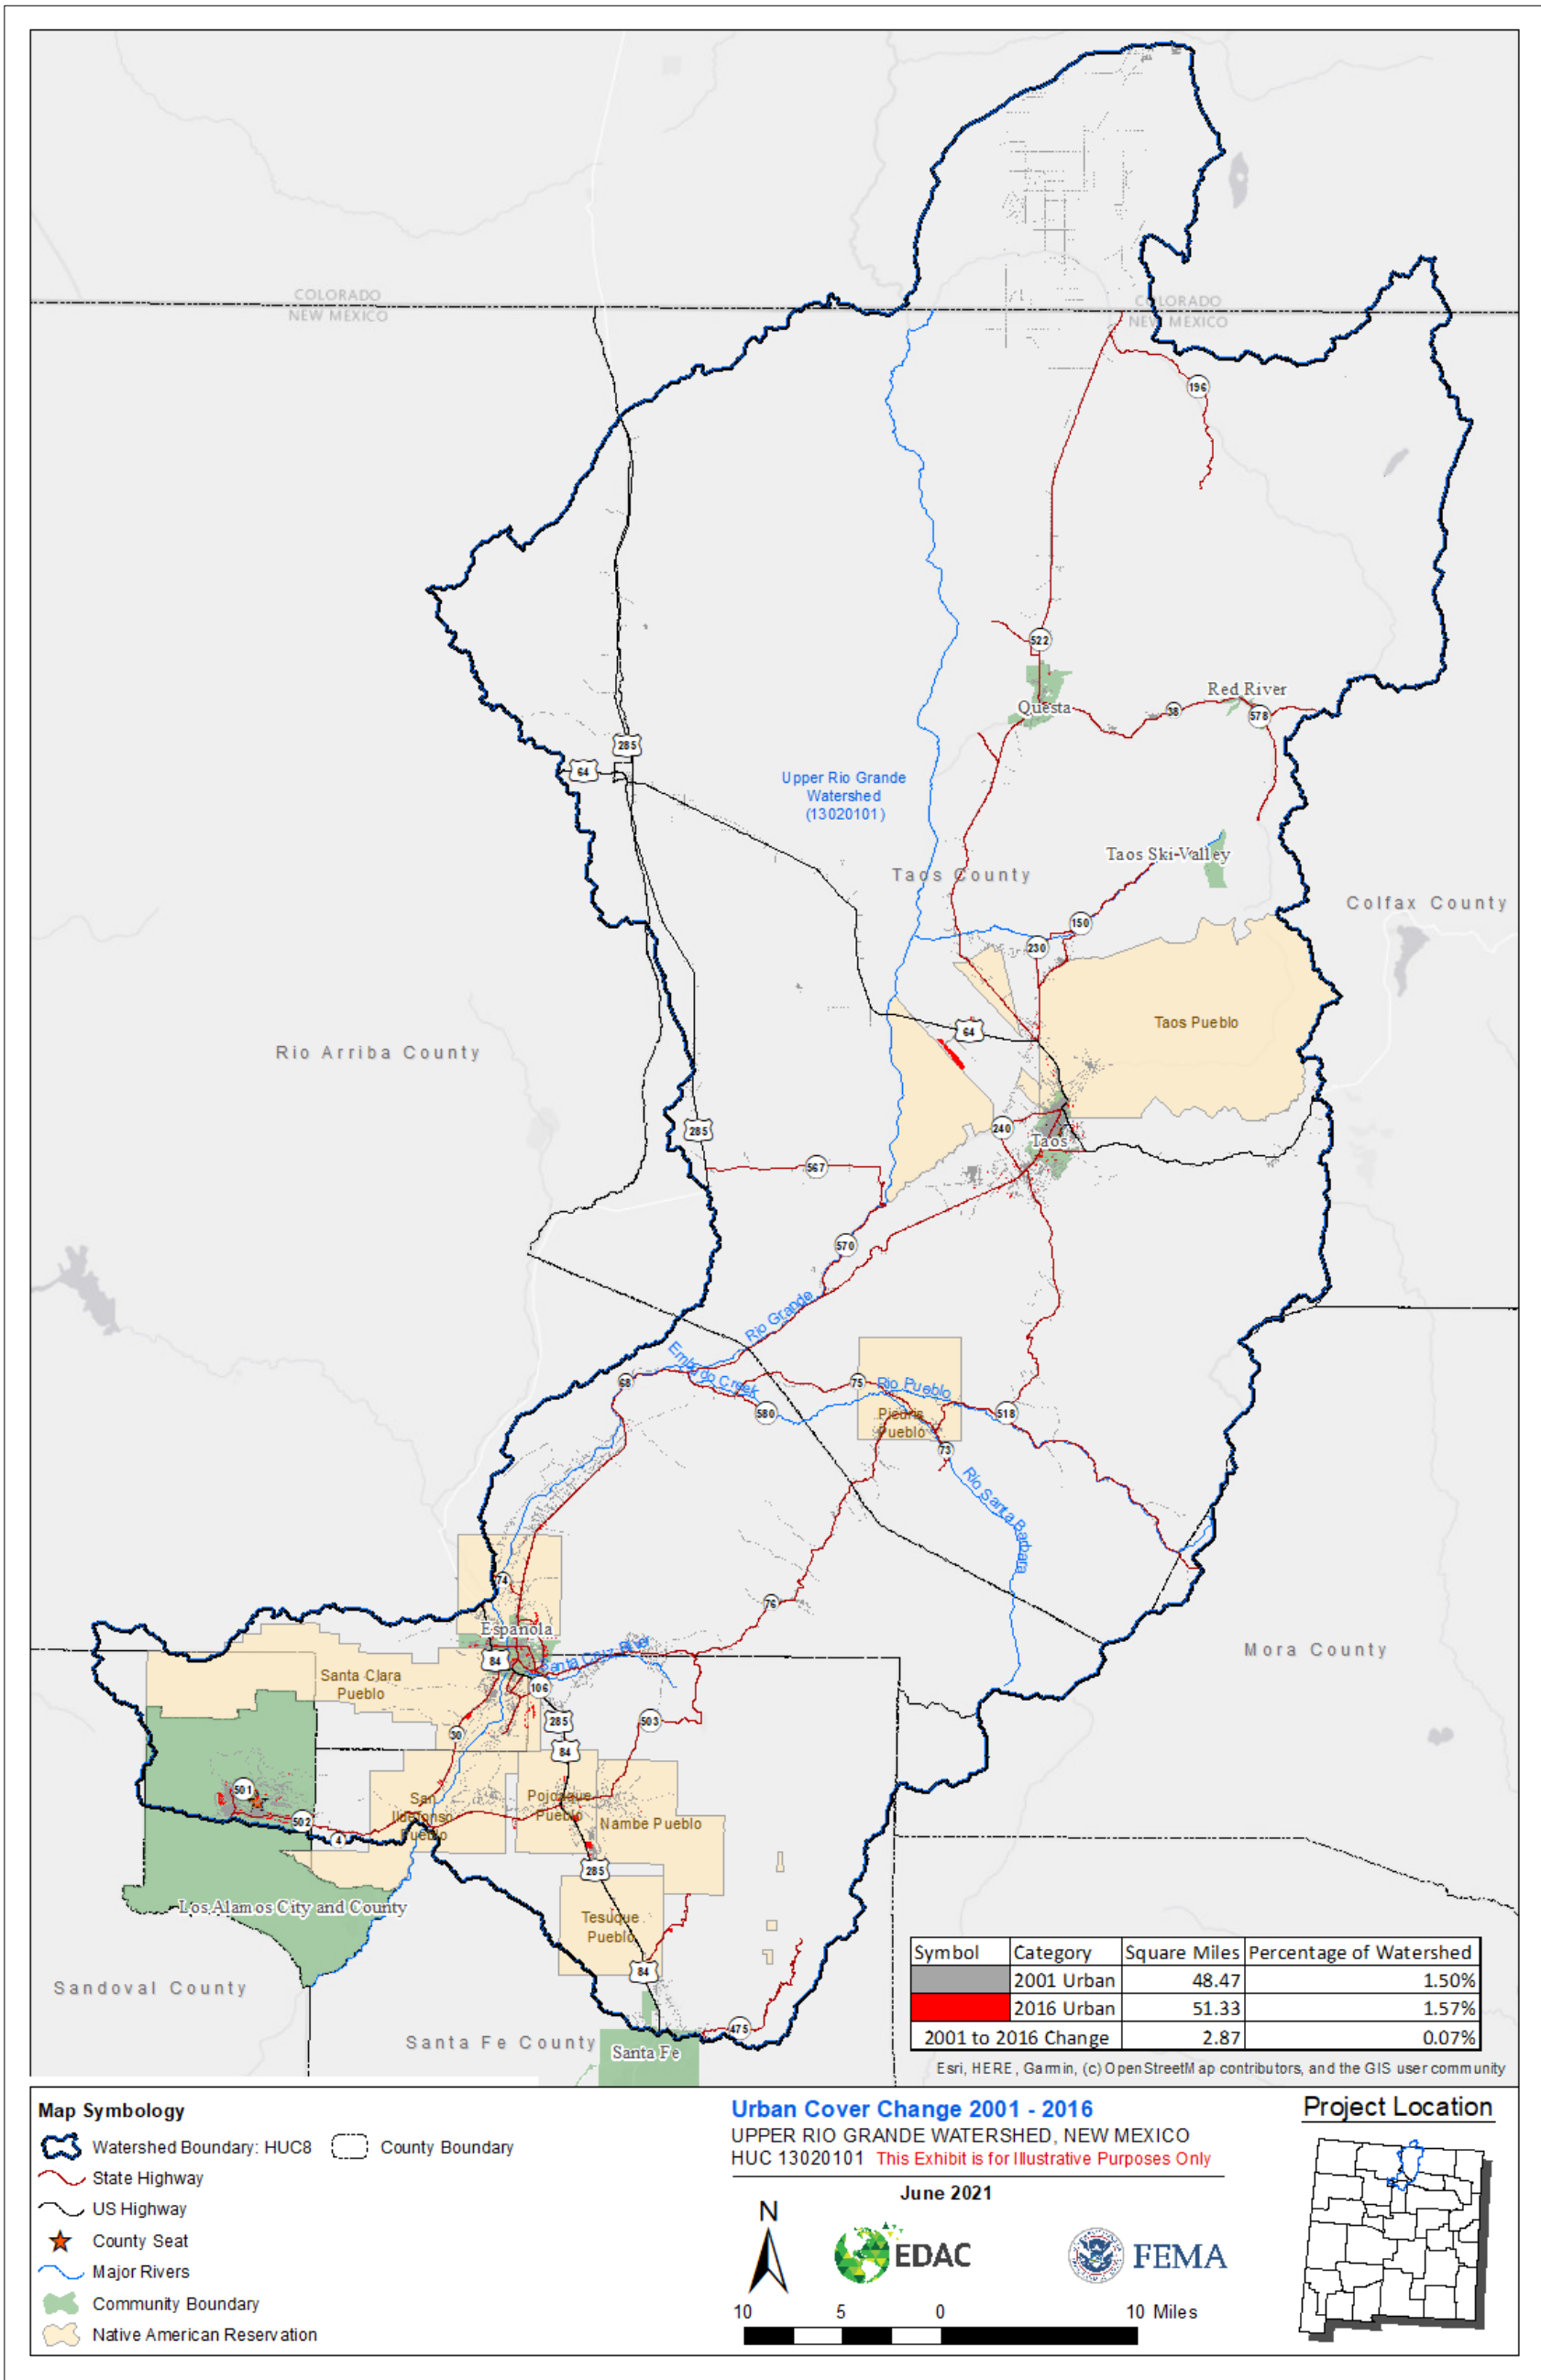 COLORADO
NEW MEXICO
COLORADO
NEW MEXICO
196
522
Questa
Red River
38
578
285
64
Upper Rio Grande
Watershed
(13020101)
Taos Ski Valley
Taos County
Colfax County
150
230
Taos Pueblo
64
Rio Arriba County
285
240
Taos
567
570
Rio Grande
Embudo Creek
68
75
Rio Pueblo
580
518
Picuris
Pueblo
73
Rio Santa Barbara
74
76
Española
Santa Cruz River
84
Mora County
Santa Clara
Pueblo
106
285
503
30
84
501
San
Ildefonso
Pueblo
Pojoaque
Pueblo
Nambe Pueblo
502
4
285
Los Alamos City and County
Tesuque
Pueblo
84
Sandoval County
475
Santa Fe County
Santa Fe
Symbol Category Square Miles Percentage of Watershed
2001 Urban 48.47 1.50%
2016 Urban 51.33 1.57%
2001 to 2016 Change 2.87 0.07%
Esri, HERE, Garmin, (c) OpenStreetMap contributors, and the GIS user community
Map Symbology
Watershed Boundary: HUC8 County Boundary
State Highway
US Highway
County Seat
Major Rivers
Community Boundary
Native American Reservation
Urban Cover Change 2001 - 2016
UPPER RIO GRANDE WATERSHED, NEW MEXICO
HUC 13020101 This Exhibit is for Illustrative Purposes Only
June 2021
N
EDAC
FEMA
10 5 0 10 Miles
Project Location